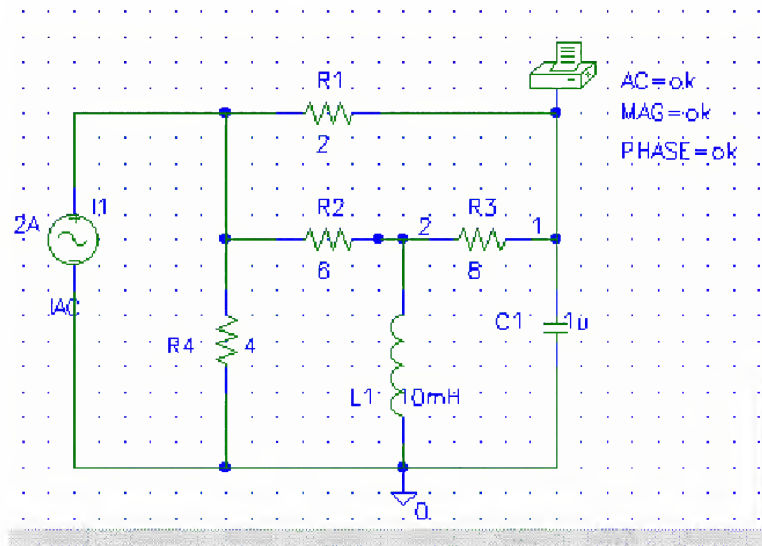 R1
AC=ok
MAG=ok
2
PHASE=ok
I1
2A
R2
2
R3
1
6
8
IAC
R4
4
C1
1u
L1
10mH
0